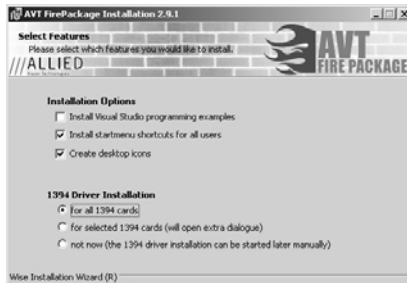 AVT FirePackage Installation 2.9.1
Select Features
Please select which features you would like to install.
///ALLIED
AVT
FIRE PACKAGE
Installation Options
Install Visual Studio programming examples
Install startmenu shortcuts for all users
Create desktop icons
1394 Driver Installation
for all 1394 cards
for selected 1394 cards (will open extra dialogue)
not now (the 1394 driver installation can be started later manually)
Wise Installation Wizard (R)